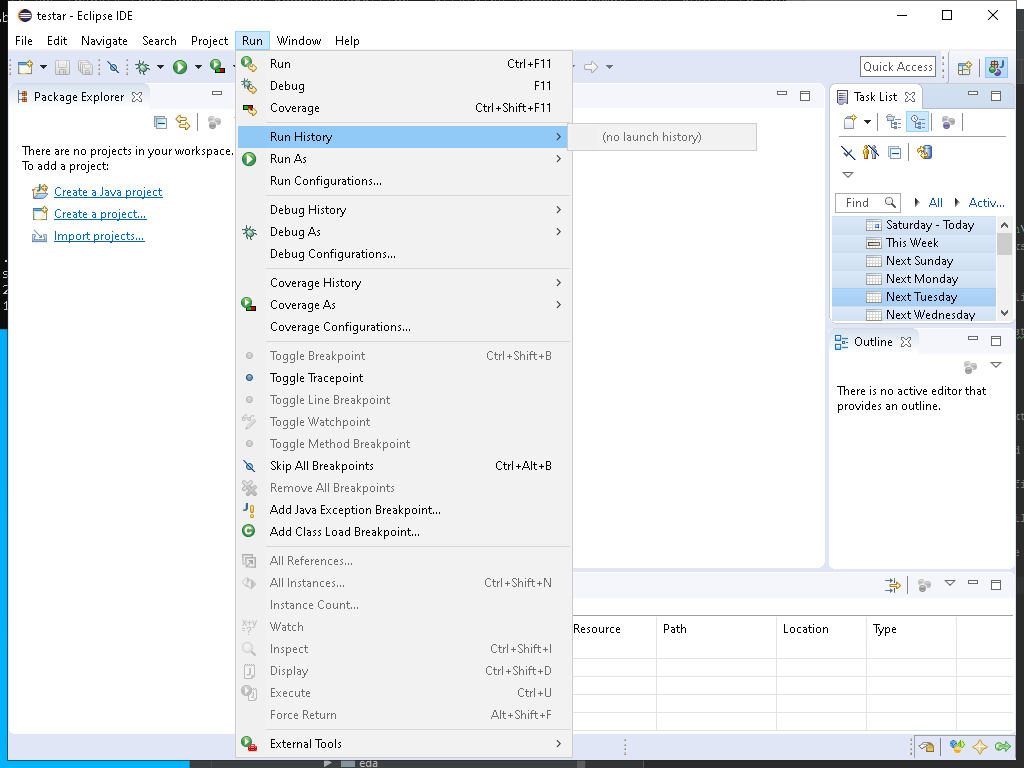 testar - Eclipse IDE
File Edit Navigate Search Project Run Window Help
Quick Access
Package Explorer
There are no projects in your workspace.
To add a project:
Create a Java project
Create a project...
Import projects...
Run Ctrl+F11
Debug F11
Coverage Ctrl+Shift+F11
Run History
(no launch history)
Run As
Run Configurations...
Debug History
Debug As
Debug Configurations...
Coverage History
Coverage As
Coverage Configurations...
Toggle Breakpoint Ctrl+Shift+B
Toggle Tracepoint
Toggle Line Breakpoint
Toggle Watchpoint
Toggle Method Breakpoint
Skip All Breakpoints Ctrl+Alt+B
Remove All Breakpoints
Add Java Exception Breakpoint...
Add Class Load Breakpoint...
All References...
All Instances... Ctrl+Shift+N
Instance Count...
Watch
Inspect Ctrl+Shift+I
Display Ctrl+Shift+D
Execute Ctrl+U
Force Return Alt+Shift+F
External Tools
Task List
Find All Activ...
Saturday - Today
This Week
Next Sunday
Next Monday
Next Tuesday
Next Wednesday
Outline
There is no active editor that
provides an outline.
Resource Path Location Type
eda